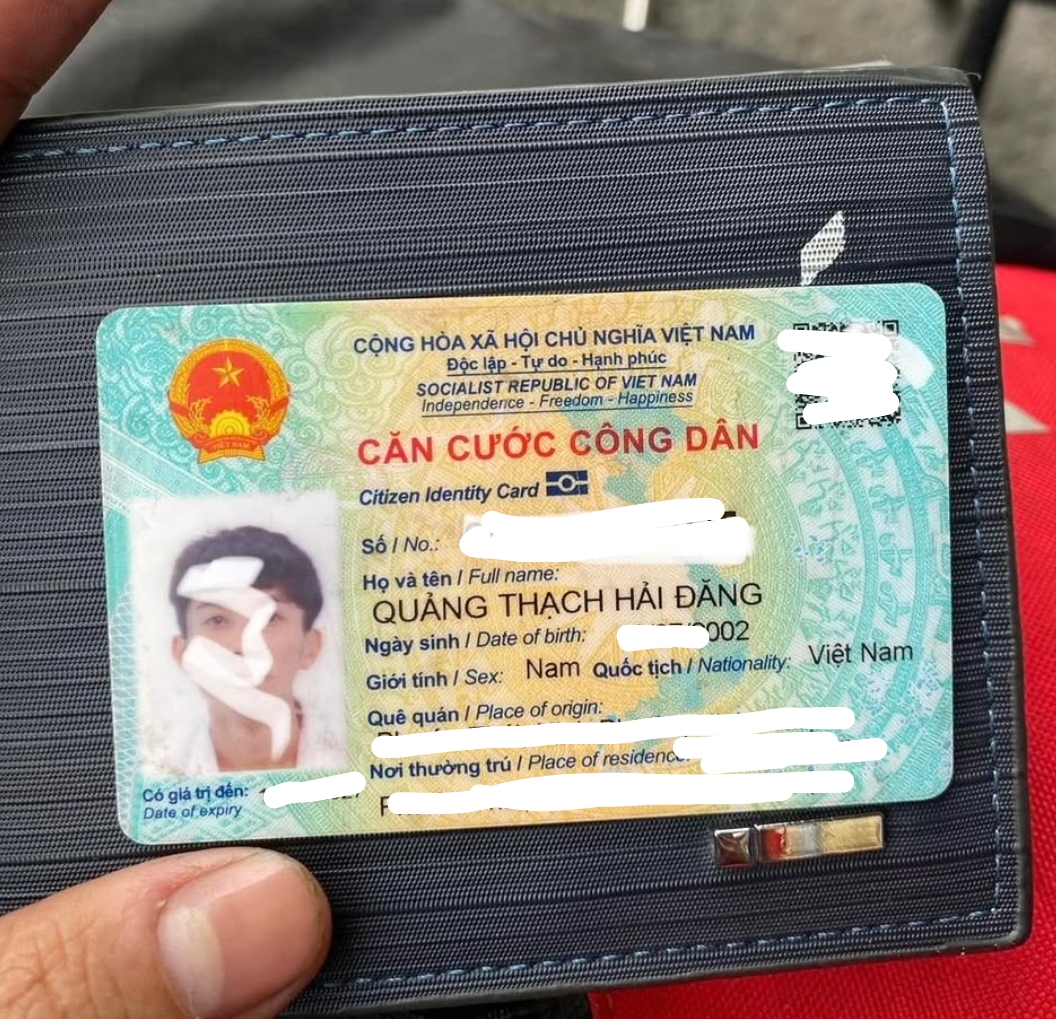 CỘNG HÒA XÃ HỘI CHỦ NGHĨA VIỆT NAM
Độc lập - Tự do - Hạnh phúc
SOCIALIST REPUBLIC OF VIET NAM
Independence - Freedom - Happiness
CĂN CƯỚC CÔNG DÂN
Citizen Identity Card
Số / No.:
Họ và tên / Full name:
QUẢNG THẠCH HẢI ĐĂNG
Ngày sinh / Date of birth: 2002
Giới tính / Sex: Nam Quốc tịch / Nationality: Việt Nam
Quê quán / Place of origin:
Nơi thường trú / Place of residence:
Có giá trị đến:
Date of expiry
VIỆT NAM